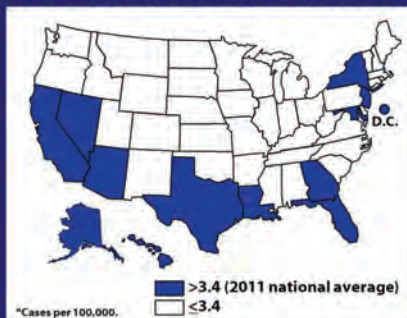 D.C.
>3.4 (2011 national average)
≤3.4
*Cases per 100,000.